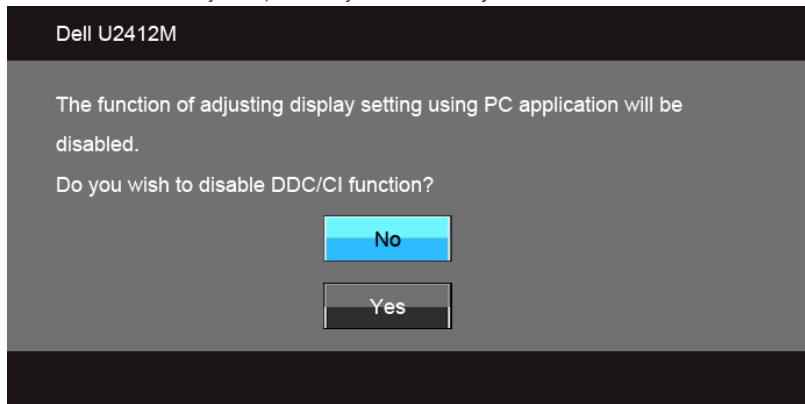 Dell U2412M
The function of adjusting display setting using PC application will be
disabled.
Do you wish to disable DDC/CI function?
No
Yes